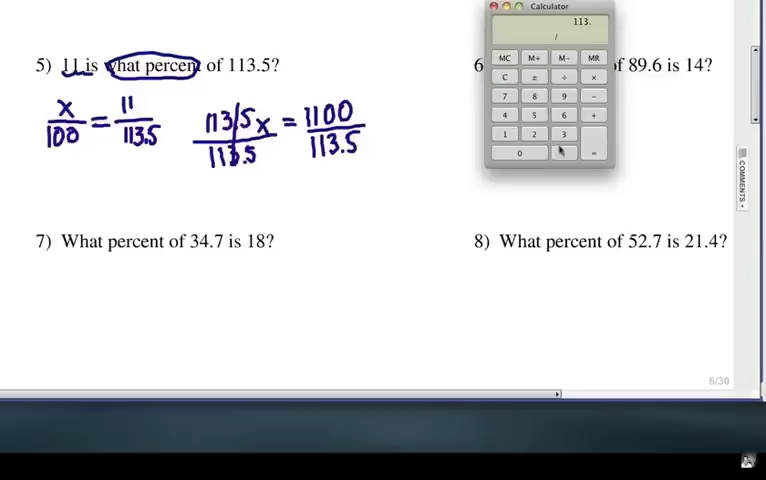 Calculator
113.
/
MC M+ M- MR
C ± ÷ ×
7 8 9 −
4 5 6 +
1 2 3
0 . =
5) 11 is what percent of 113.5?
6
of 89.6 is 14?
x/100 = 11/113.5
113.5x/113.5 = 1100/113.5
7) What percent of 34.7 is 18?
8) What percent of 52.7 is 21.4?
COMMENTS
6/30